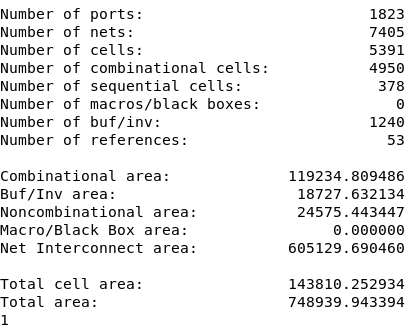 Number of ports: 1823
Number of nets: 7405
Number of cells: 5391
Number of combinational cells: 4950
Number of sequential cells: 378
Number of macros/black boxes: 0
Number of buf/inv: 1240
Number of references: 53
Combinational area: 119234.809486
Buf/Inv area: 18727.632134
Noncombinational area: 24575.443447
Macro/Black Box area: 0.000000
Net Interconnect area: 605129.690460
Total cell area: 143810.252934
Total area: 748939.943394
1